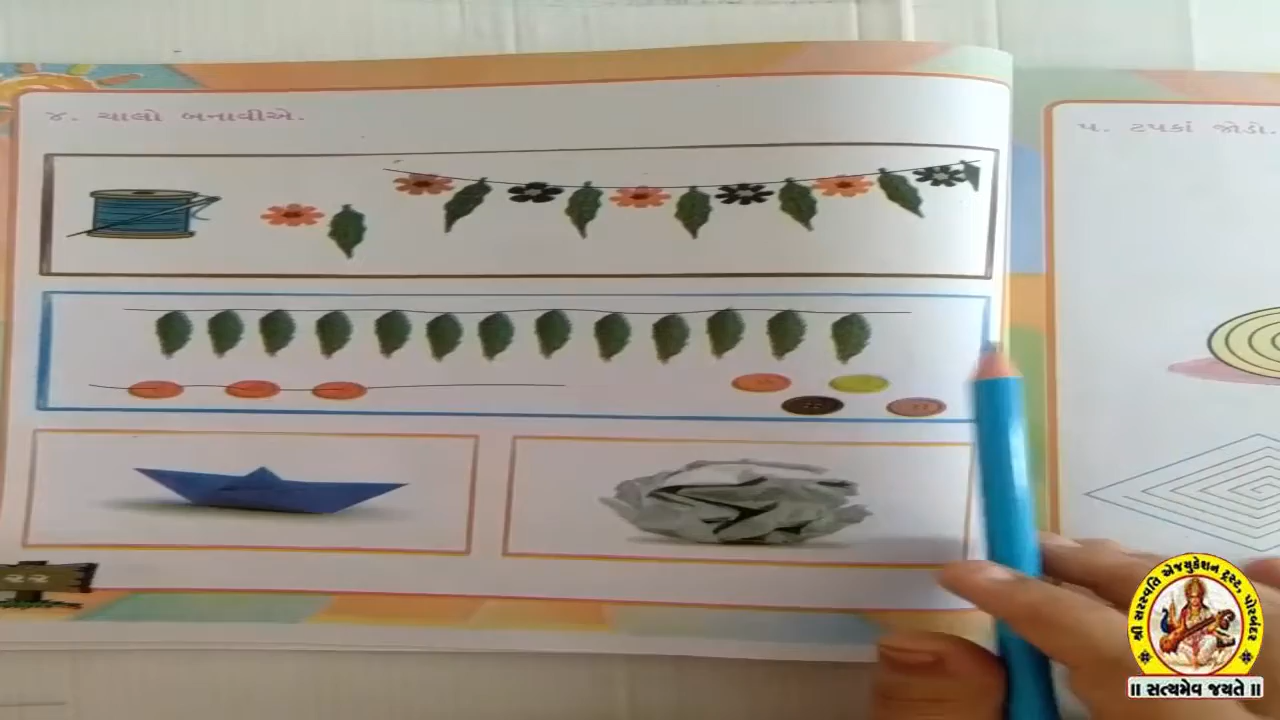 ૪. ચાલો બનાવીએ.
૫. ટપકાં જોડો.
૨૨
શ્રી સરસ્વતિ એજ્યુકેશન ટ્રસ્ટ, પોરબંદર
॥ સત્યમેવ જયતે ॥